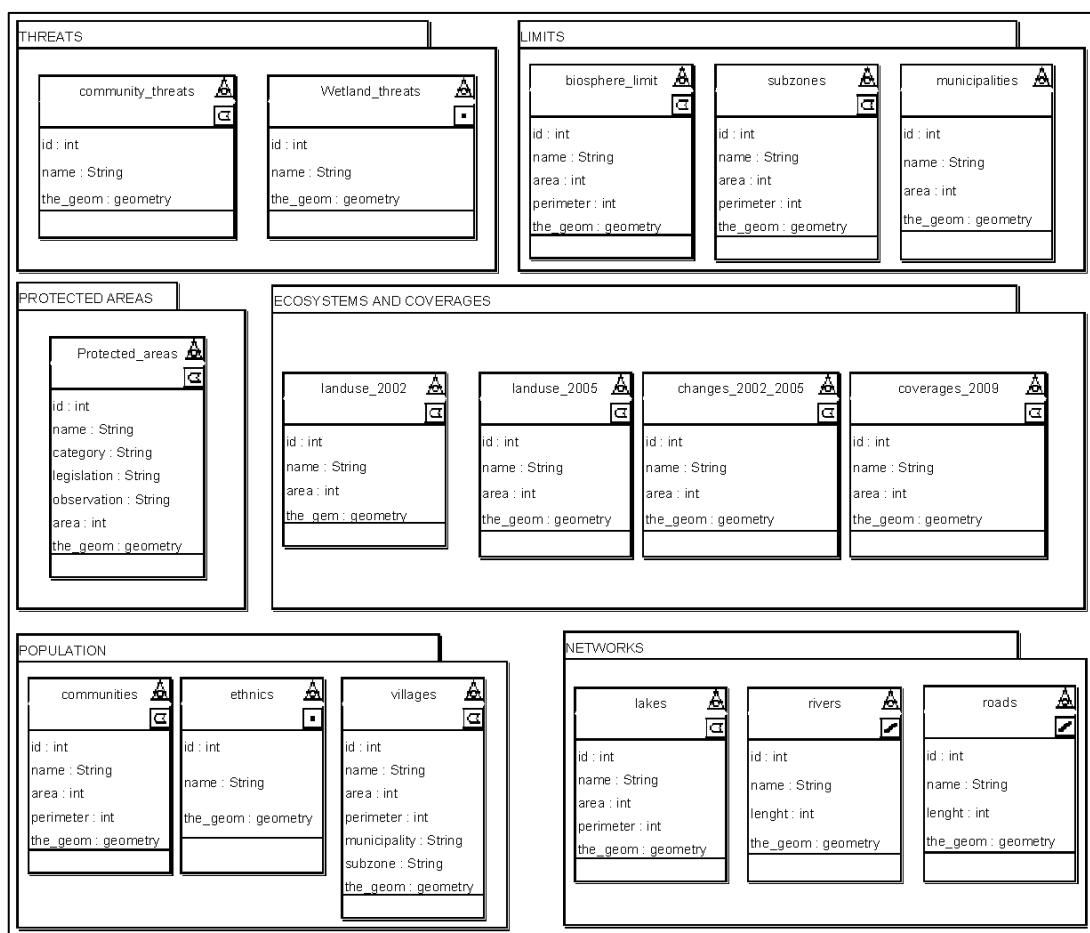 THREATS
community_threats
id : int
name : String
the_geom : geometry
Wetland_threats
id : int
name : String
the_geom : geometry
LIMITS
biosphere_limit
id : int
name : String
area : int
perimeter : int
the_geom : geometry
subzones
id : int
name : String
area : int
perimeter : int
the_geom : geometry
municipalities
id : int
name : String
area : int
the_geom : geometry
PROTECTED AREAS
Protected_areas
id : int
name : String
category : String
legislation : String
observation : String
area : int
the_geom : geometry
ECOSYSTEMS AND COVERAGES
landuse_2002
id : int
name : String
area : int
the_gem : geometry
landuse_2005
id : int
name : String
area : int
the_geom : geometry
changes_2002_2005
id : int
name : String
area : int
the_geom : geometry
coverages_2009
id : int
name : String
area : int
the_geom : geometry
POPULATION
communities
id : int
name : String
area : int
perimeter : int
the_geom : geometry
ethnics
id : int
name : String
the_geom : geometry
villages
id : int
name : String
area : int
perimeter : int
municipality : String
subzone : String
the_geom : geometry
NETWORKS
lakes
id : int
name : String
area : int
perimeter : int
the_geom : geometry
rivers
id : int
name : String
lenght : int
the_geom : geometry
roads
id : int
name : String
lenght : int
the_geom : geometry